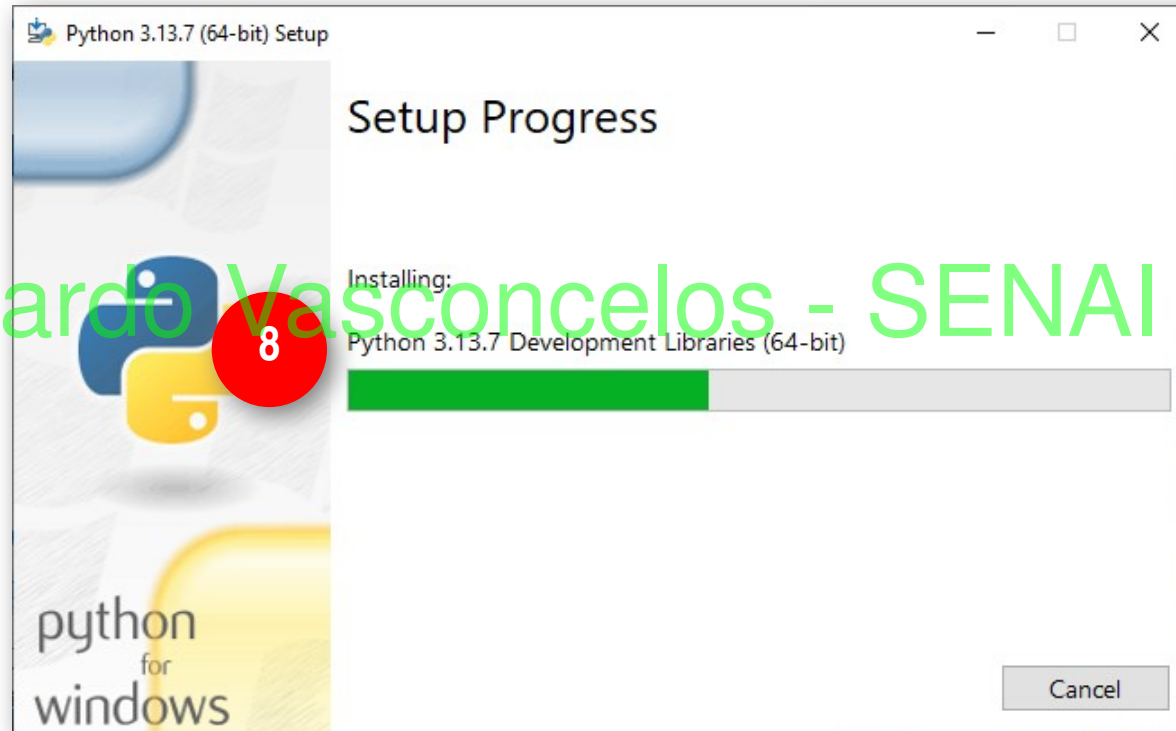 Python 3.13.7 (64-bit) Setup
Setup Progress
Installing:
ardo Vasconcelos - SENAI
8
Python 3.13.7 Development Libraries (64-bit)
python
for
windows
Cancel